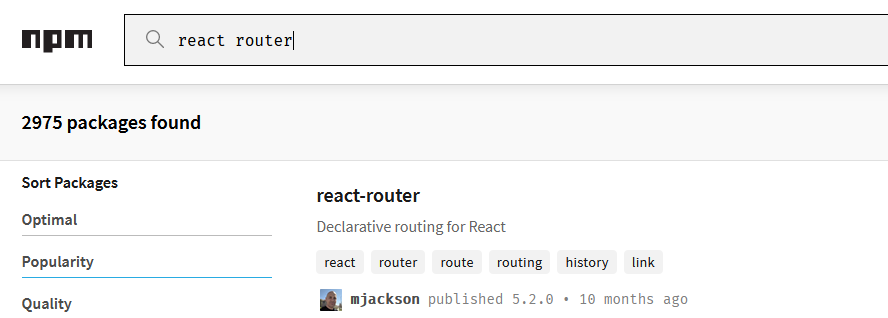 npm
react router
2975 packages found
Sort Packages
Optimal
Popularity
Quality
react-router
Declarative routing for React
react router route routing history link
mjackson published 5.2.0 • 10 months ago